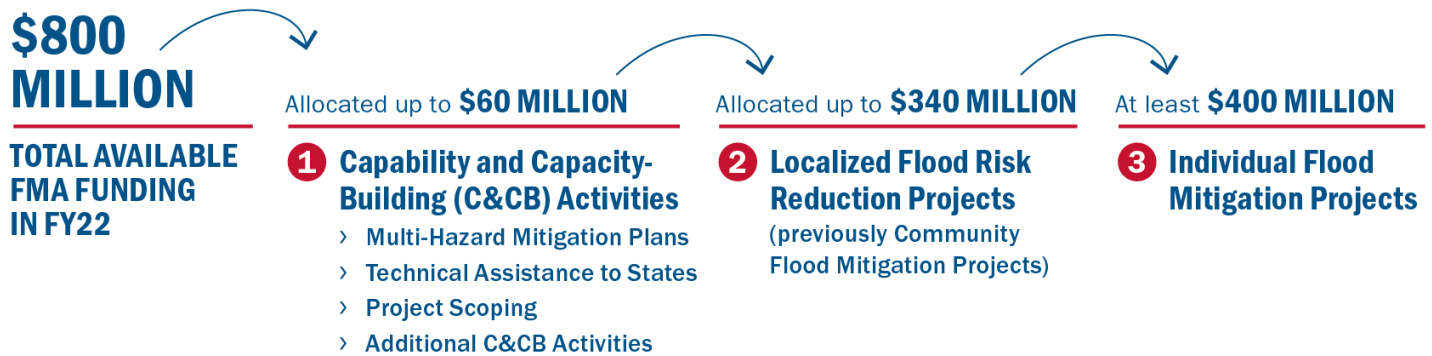 $800
MILLION
TOTAL AVAILABLE
FMA FUNDING
IN FY22
Allocated up to $60 MILLION
1 Capability and Capacity-
Building (C&CB) Activities
› Multi-Hazard Mitigation Plans
› Technical Assistance to States
› Project Scoping
› Additional C&CB Activities
Allocated up to $340 MILLION
2 Localized Flood Risk
Reduction Projects
(previously Community
Flood Mitigation Projects)
At least $400 MILLION
3 Individual Flood
Mitigation Projects